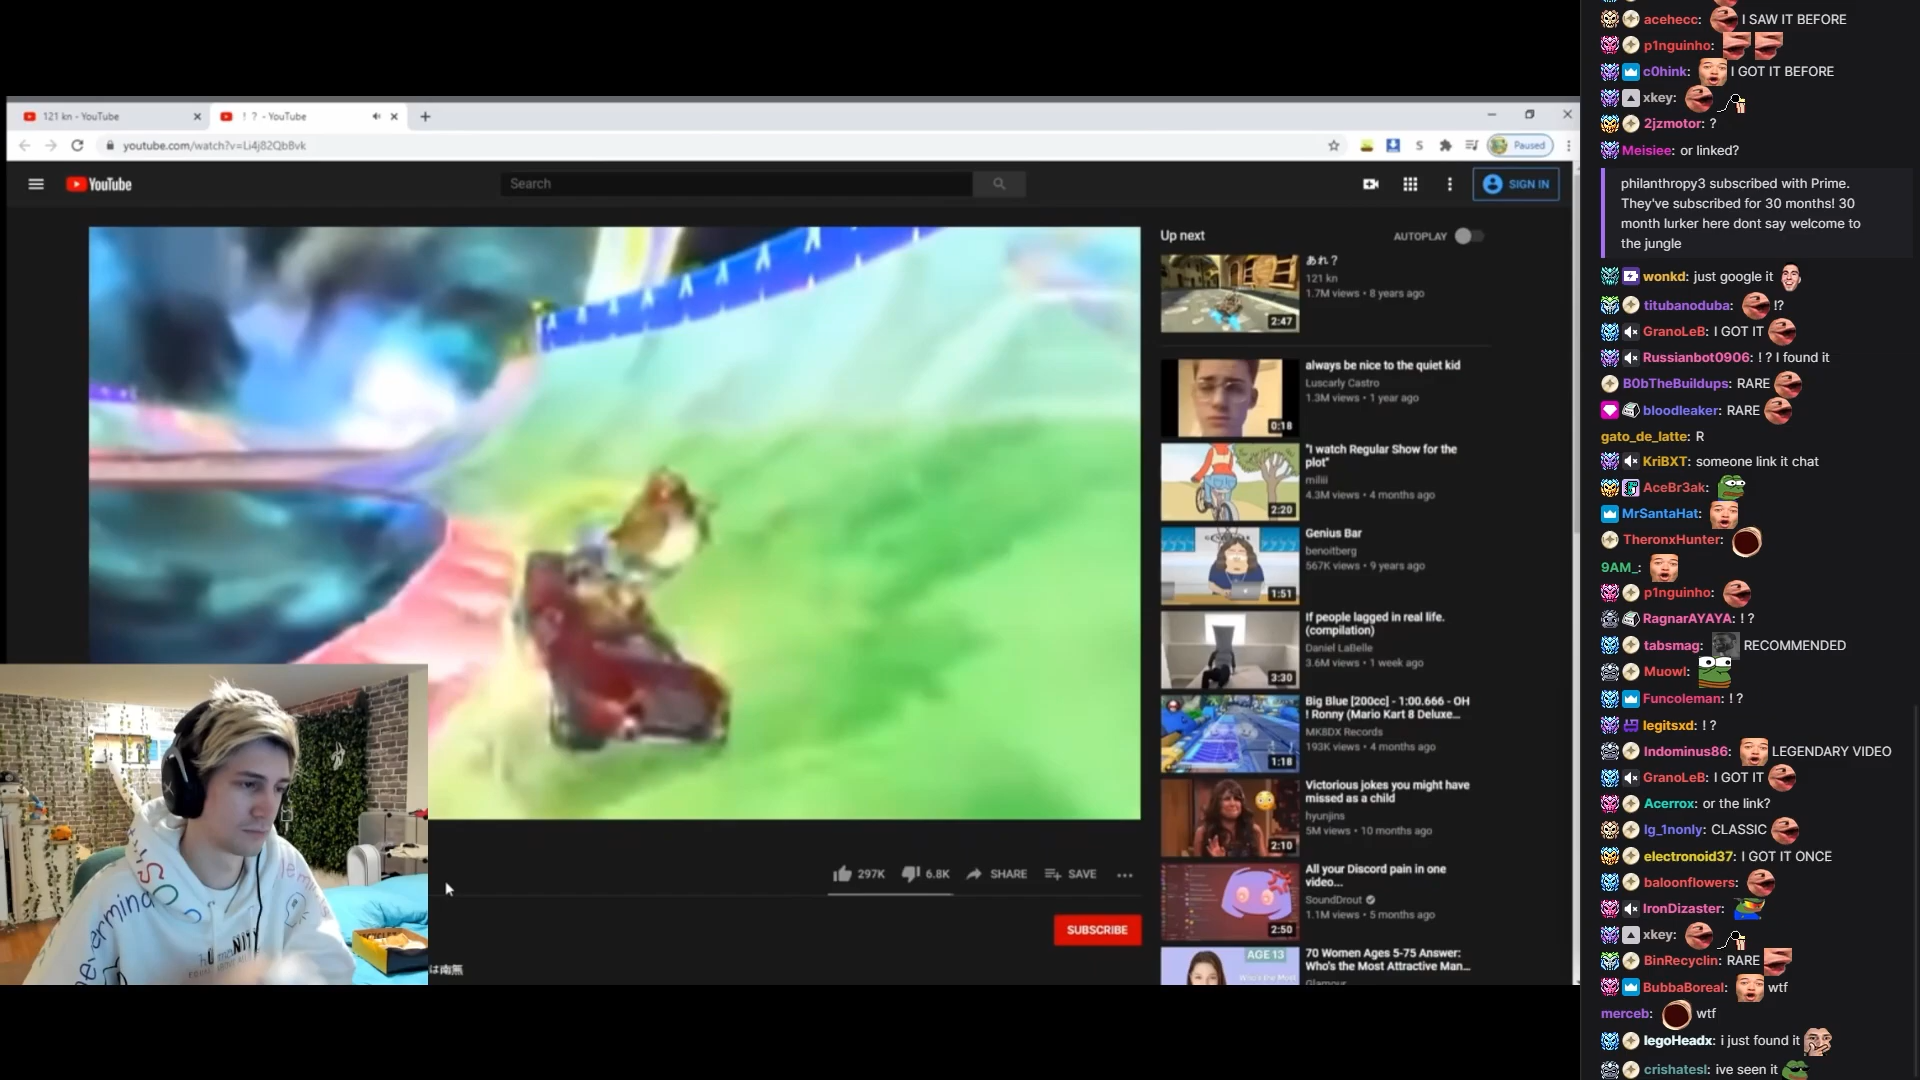 121 kn - YouTube
! ? - YouTube
youtube.com/watch?v=Li4j82QbBvk
Paused
YouTube
Search
SIGN IN
Up next
AUTOPLAY
あれ？
121 kn
1.7M views • 8 years ago
2:47
always be nice to the quiet kid
Luscarly Castro
1.3M views • 1 year ago
0:18
"I watch Regular Show for the
plot"
miliii
4.3M views • 4 months ago
2:20
Genius Bar
benoitberg
567K views • 9 years ago
1:51
If people lagged in real life.
(compilation)
Daniel LaBelle
3.6M views • 1 week ago
3:30
Big Blue [200cc] - 1:00.666 - OH
! Ronny (Mario Kart 8 Deluxe...
MK8DX Records
193K views • 4 months ago
1:18
Victorious jokes you might have
missed as a child
hyunjins
5M views • 10 months ago
2:10
All your Discord pain in one
video...
SoundDrout
1.1M views • 5 months ago
2:50
70 Women Ages 5-75 Answer:
Who's the Most Attractive Man...
Glamour
AGE 13
297K
6.8K
SHARE
SAVE
SUBSCRIBE
は南無
acehecc: I SAW IT BEFORE
p1nguinho:
c0hink: I GOT IT BEFORE
xkey:
2jzmotor: ?
Meisiee: or linked?
philanthropy3 subscribed with Prime.
They've subscribed for 30 months! 30
month lurker here dont say welcome to
the jungle
wonkd: just google it
titubanoduba: !?
GranoLeB: I GOT IT
Russianbot0906: ! ? I found it
B0bTheBuildups: RARE
bloodleaker: RARE
gato_de_latte: R
KriBXT: someone link it chat
AceBr3ak:
MrSantaHat:
TheronxHunter:
9AM_:
p1nguinho:
RagnarAYAYA: ! ?
tabsmag: RECOMMENDED
Muowl:
Funcoleman: ! ?
legitsxd: ! ?
Indominus86: LEGENDARY VIDEO
GranoLeB: I GOT IT
Acerrox: or the link?
lg_1nonly: CLASSIC
electronoid37: I GOT IT ONCE
baloonflowers:
IronDizaster:
xkey:
BinRecyclin: RARE
BubbaBoreal: wtf
merceb: wtf
legoHeadx: i just found it
crishatesl: ive seen it